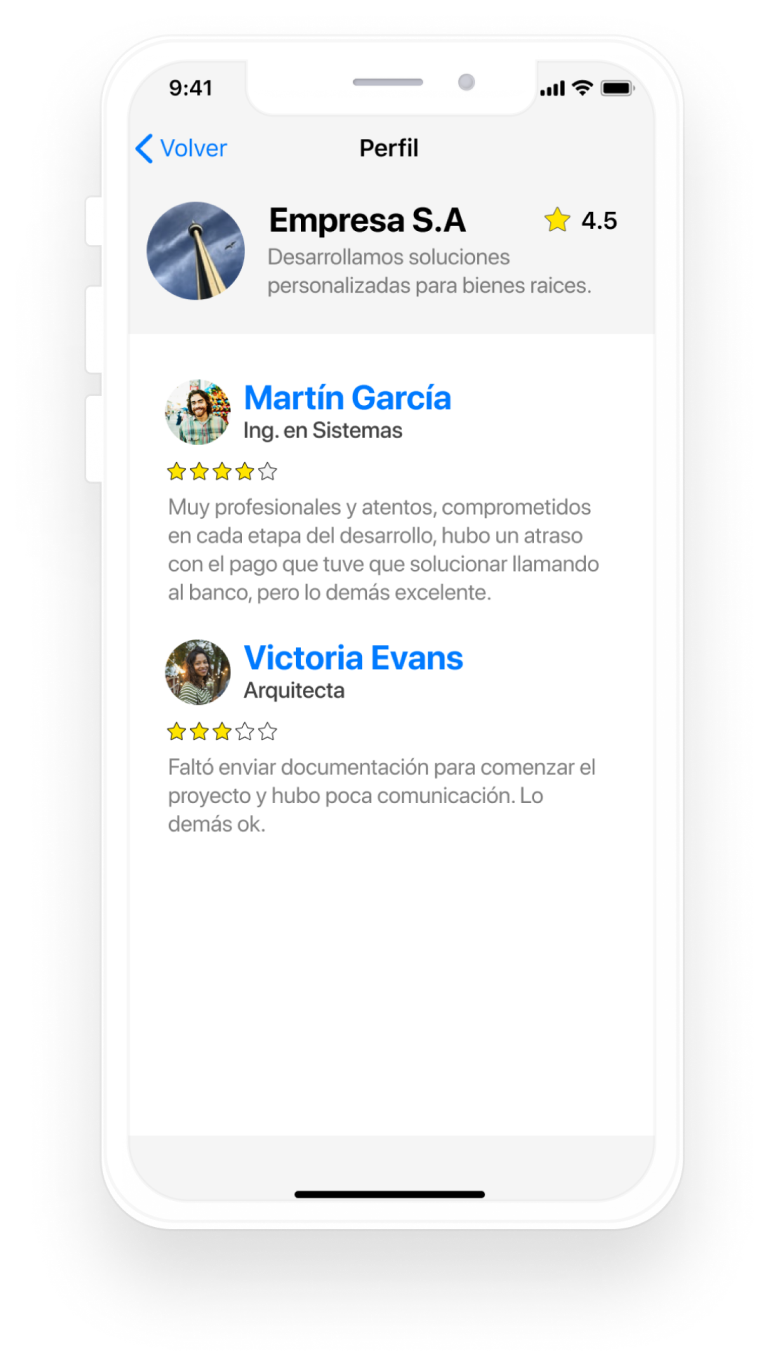 9:41
Volver
Perfil
Empresa S.A
4.5
Desarrollamos soluciones
personalizadas para bienes raices.
Martín García
Ing. en Sistemas
Muy profesionales y atentos, comprometidos
en cada etapa del desarrollo, hubo un atraso
con el pago que tuve que solucionar llamando
al banco, pero lo demás excelente.
Victoria Evans
Arquitecta
Faltó enviar documentación para comenzar el
proyecto y hubo poca comunicación. Lo
demás ok.